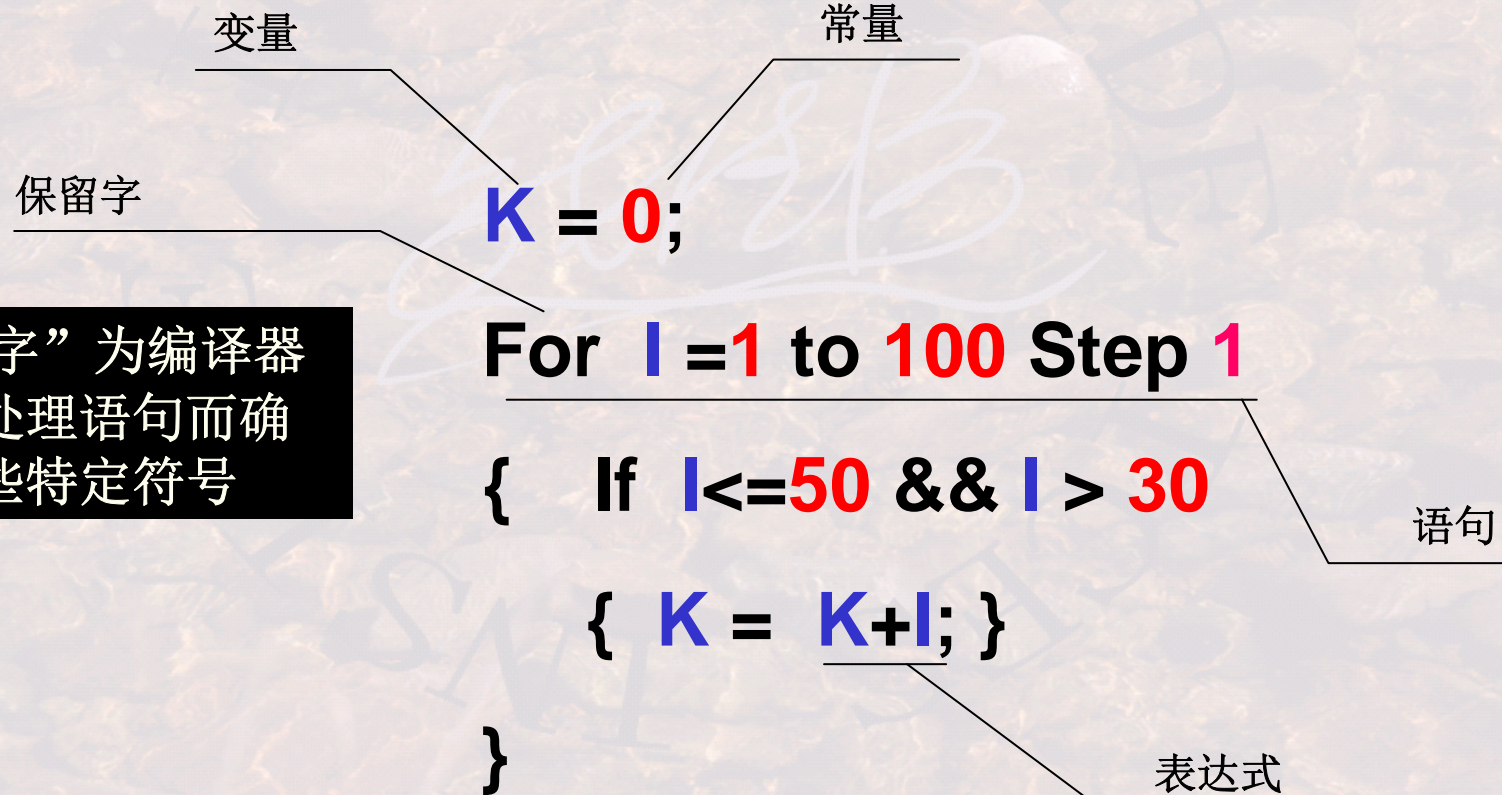 变量
常量
保留字
K = 0;
字”为编译器
处理语句而确
些特定符号
For I =1 to 100 Step 1
{ If I<=50 && I > 30
语句
{ K = K+I; }
}
表达式